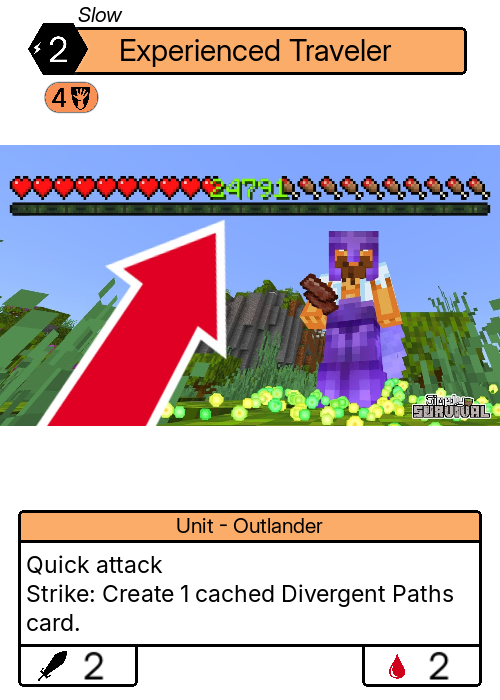 Slow
2
Experienced Traveler
4
24791
Simply
SURVIVAL
Unit - Outlander
Quick attack
Strike: Create 1 cached Divergent Paths
card.
2
2